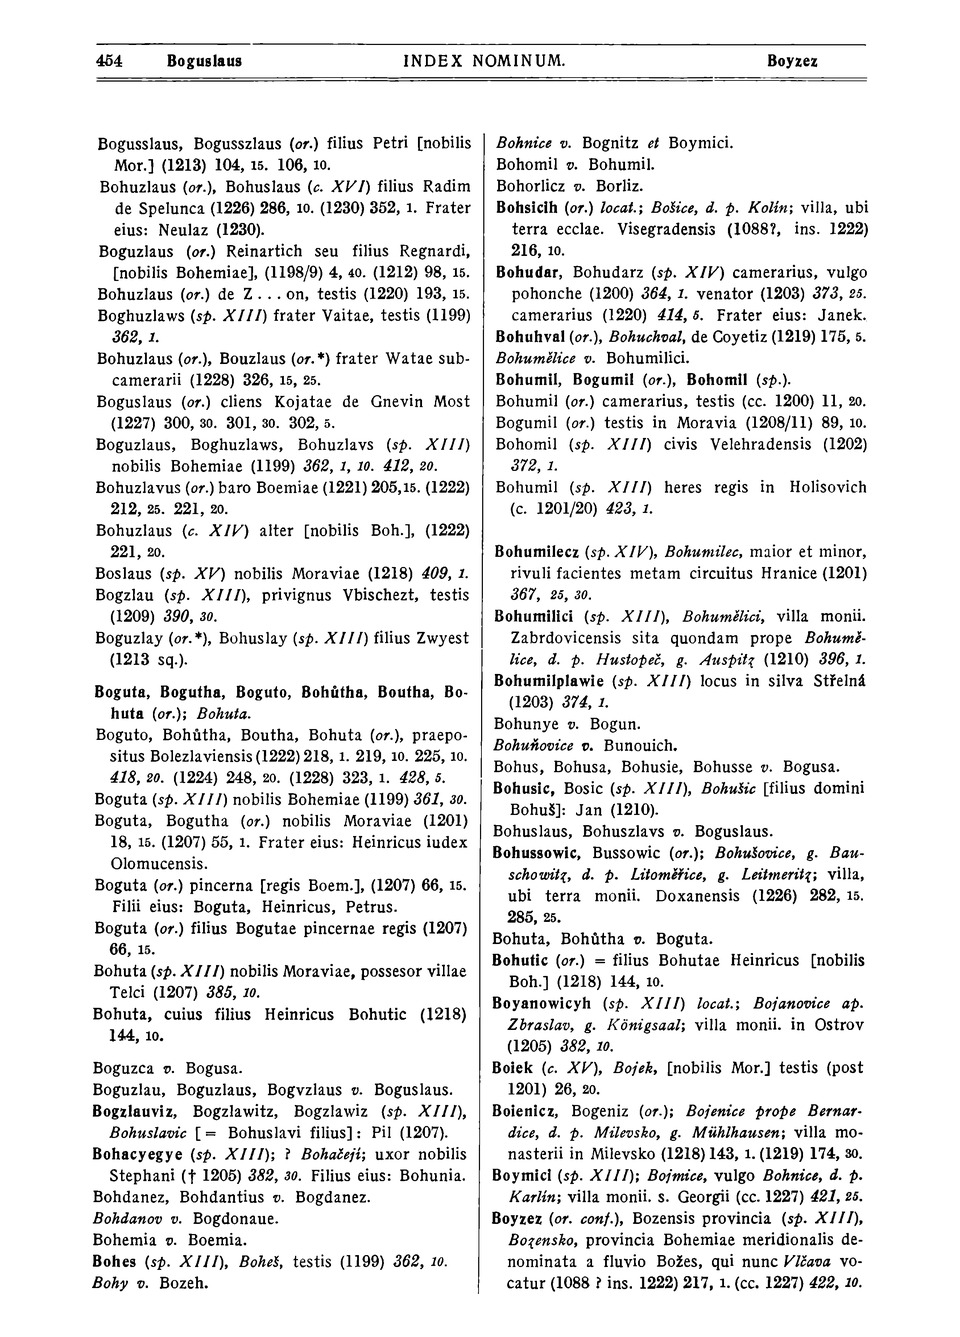 454 Boguslaus INDEX NOMINUM. Boyzez
Bogusslaus, Bogusszlaus (or.) filius Petri [nobilis
Mor.] (1213) 104, 15. 106, 10.
Bohuzlaus (or.), Bohuslaus (c. XVI) filius Radim
de Spelunca (1226) 286, 10. (1230) 352, 1. Frater
eius: Neulaz (1230).
Boguzlaus (or.) Reinartich seu filius Regnardi,
[nobilis Bohemiae], (1198/9) 4, 40. (1212) 98, 15.
Bohuzlaus (or.) de Z . . . on, testis (1220) 193, 15.
Boghuzlaws (sp. XIII) frater Vaitae, testis (1199)
362, 1.
Bohuzlaus (or.), Bouzlaus (or.*) frater Watae sub-
camerarii (1228) 326, 15, 25.
Boguslaus (or.) cliens Kojatae de Gnevin Most
(1227) 300, 30. 301, 30. 302, 5.
Boguzlaus, Boghuzlaws, Bohuzlavs (sp. XIII)
nobilis Bohemiae (1199) 362, 1, 10. 412, 20.
Bohuzlavus (or.) baro Boemiae (1221) 205, 15. (1222)
212, 25. 221, 20.
Bohuzlaus (c. XIV) alter [nobilis Boh.], (1222)
221, 20.
Boslaus (sp. XV) nobilis Moraviae (1218) 409, 1.
Bogzlau (sp. XIII), privignus Vbischezt, testis
(1209) 390, 30.
Boguzlay (or.*), Bohuslay (sp. XIII) filius Zwyest
(1213 sq.).
Boguta, Bogutha, Boguto, Bohůtha, Boutha, Bo-
huta (or.); Bohuta.
Boguto, Bohůtha, Boutha, Bohuta (or.), praepo-
situs Bolezlaviensis (1222) 218, 1. 219, 10. 225, 10.
418, 20. (1224) 248, 20. (1228) 323, 1. 428, 5.
Boguta (sp. XIII) nobilis Bohemiae (1199) 361, 30.
Boguta, Bogutha (or.) nobilis Moraviae (1201)
18, 15. (1207) 55, 1. Frater eius: Heinricus iudex
Olomucensis.
Boguta (or.) pincerna [regis Boem.], (1207) 66, 15.
Filii eius: Boguta, Heinricus, Petrus.
Boguta (or.) filius Bogutae pincernae regis (1207)
66, 15.
Bohuta (sp. XIII) nobilis Moraviae, possesor villae
Telci (1207) 385, 10.
Bohuta, cuius filius Heinricus Bohutic (1218)
144, 10.
Boguzca v. Bogusa.
Boguzlau, Boguzlaus, Bogvzlaus v. Boguslaus.
Bogzlauviz, Bogzlawitz, Bogzlawiz (sp. XIII),
Bohuslavic [= Bohuslavi filius]: Pil (1207).
Bohacyegye (sp. XIII); ? Bohačeji; uxor nobilis
Stephani († 1205) 382, 30. Filius eius: Bohunia.
Bohdanez, Bohdantius v. Bogdanez.
Bohdanov v. Bogdonaue.
Bohemia v. Boemia.
Bohes (sp. XIII), Boheš, testis (1199) 362, 10.
Bohy v. Bozeh.
Bohnice v. Bognitz et Boymici.
Bohomil v. Bohumil.
Bohorlicz v. Borliz.
Bohsicih (or.) locat.; Bošice, d. p. Kolín; villa, ubi
terra ecclae. Visegradensis (1088?, ins. 1222)
216, 10.
Bohudar, Bohudarz (sp. XIV) camerarius, vulgo
pohonche (1200) 364, 1. venator (1203) 373, 25.
camerarius (1220) 414, 5. Frater eius: Janek.
Bohuhval (or.), Bohuchval, de Coyetiz (1219) 175, 5.
Bohumělice v. Bohumilici.
Bohumil, Bogumil (or.), Bohomil (sp.).
Bohumil (or.) camerarius, testis (cc. 1200) 11, 20.
Bogumil (or.) testis in Moravia (1208/11) 89, 10.
Bohomil (sp. XIII) civis Velehradensis (1202)
372, 1.
Bohumil (sp. XIII) heres regis in Holisovich
(c. 1201/20) 423, 1.
Bohumilecz (sp. XIV), Bohumilec, maior et minor,
rivuli facientes metam circuitus Hranice (1201)
367, 25, 30.
Bohumilici (sp. XIII), Bohumělici, villa monii.
Zabrdovicensis sita quondam prope Bohumě-
lice, d. p. Hustopeč, g. Auspitz (1210) 396, 1.
Bohumilplawie (sp. XIII) locus in silva Střelná
(1203) 374, 1.
Bohunye v. Bogun.
Bohuňovice v. Bunouich.
Bohus, Bohusa, Bohusie, Bohusse v. Bogusa.
Bohusic, Bosic (sp. XIII), Bohušic [filius domini
Bohuš]: Jan (1210).
Bohuslaus, Bohuszlavs v. Boguslaus.
Bohussowic, Bussowic (or.); Bohušovice, g. Bau-
schowitz, d. p. Litoměřice, g. Leitmeritz; villa,
ubi terra monii. Doxanensis (1226) 282, 15.
285, 25.
Bohuta, Bohůtha v. Boguta.
Bohutic (or.) = filius Bohutae Heinricus [nobilis
Boh.] (1218) 144, 10.
Boyanowicyh (sp. XIII) locat.; Bojanovice ap.
Zbraslav, g. Königsaal; villa monii. in Ostrov
(1205) 382, 10.
Boiek (c. XV), Bojek, [nobilis Mor.] testis (post
1201) 26, 20.
Boienicz, Bogeniz (or.); Bojenice prope Bernar-
dice, d. p. Milevsko, g. Mühlhausen; villa mo-
nasterii in Milevsko (1218) 143, 1. (1219) 174, 30.
Boymici (sp. XIII); Bojmice, vulgo Bohnice, d. p.
Karlín; villa monii. s. Georgii (cc. 1227) 421, 25.
Boyzez (or. conf.), Bozensis provincia (sp. XIII),
Bozensko, provincia Bohemiae meridionalis de-
nominata a fluvio Božes, qui nunc Vlčava vo-
catur (1088 ? ins. 1222) 217, 1. (cc. 1227) 422, 10.